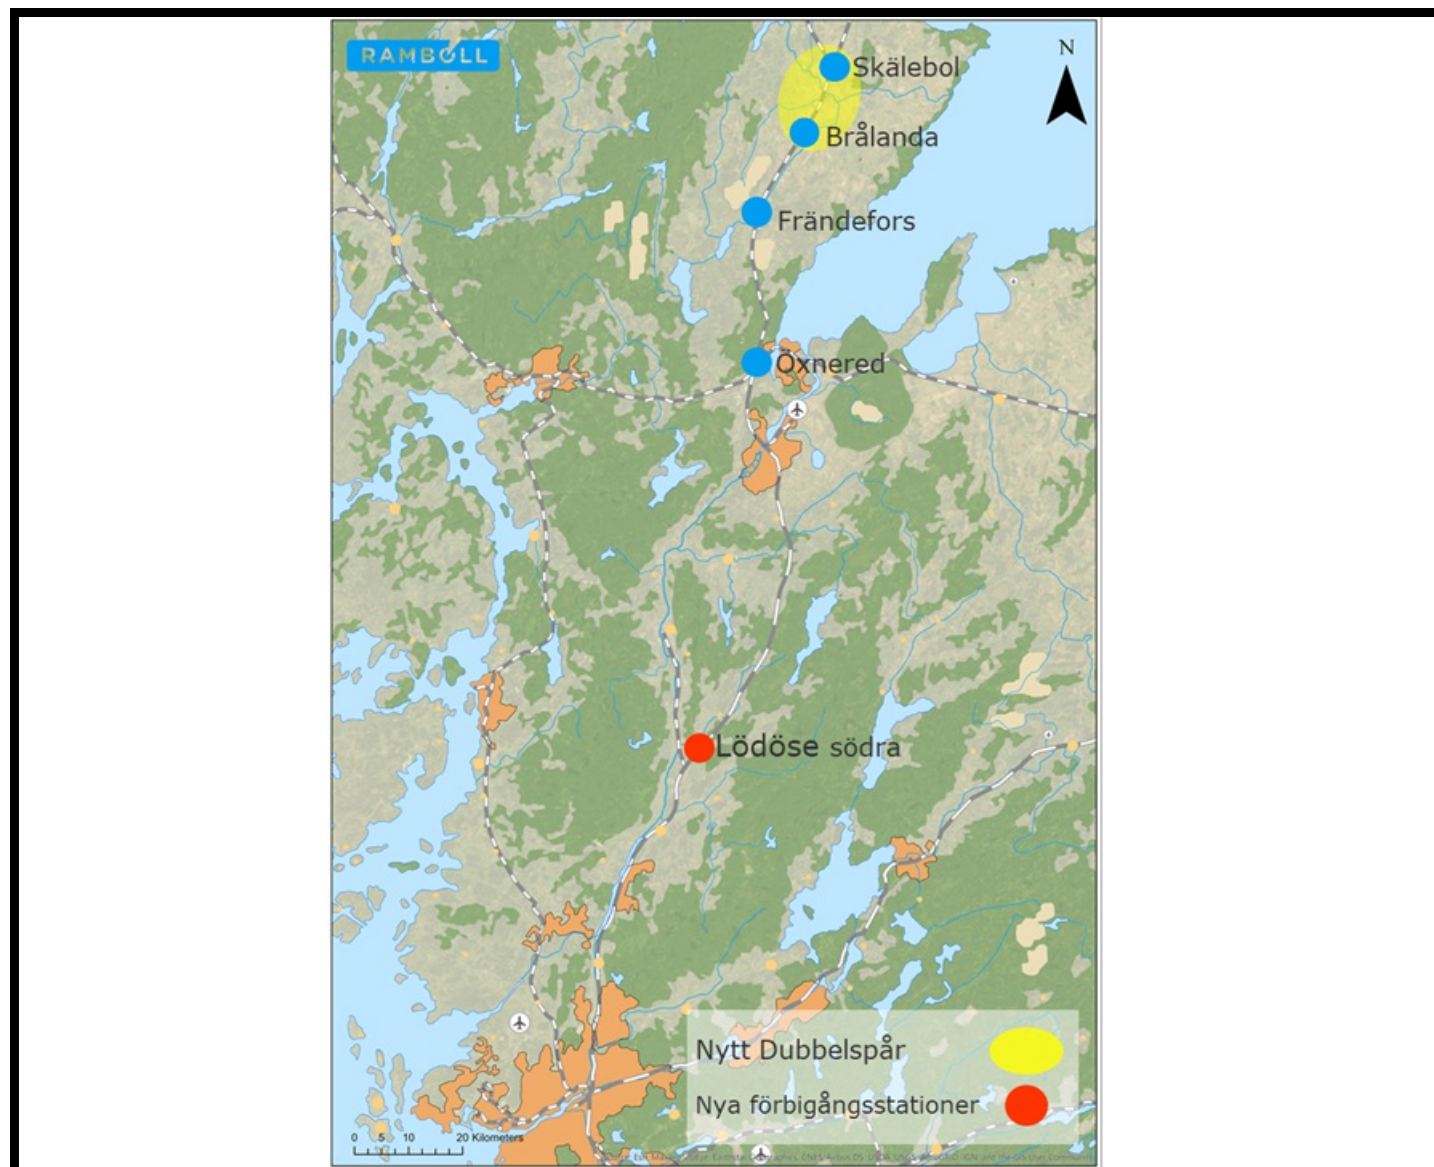 RAMBOLL
N
Skälebol
Brålanda
Frändefors
Öxnered
Lödöse södra
Nytt Dubbelspår
Nya förbigångsstationer
0 5 10 20 Kilometers